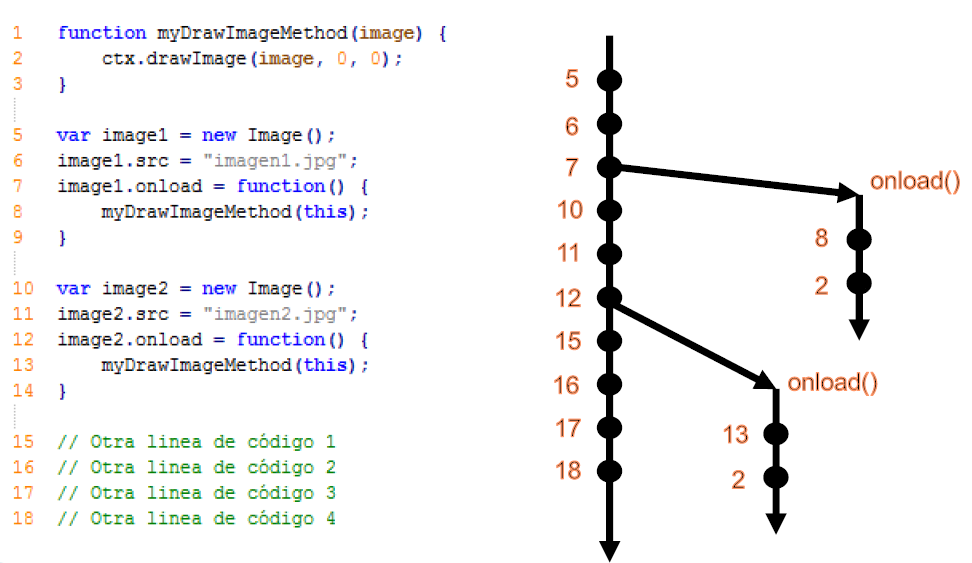 1 function myDrawImageMethod(image) {
2 ctx.drawImage(image, 0, 0);
3 }
5 var image1 = new Image();
6 image1.src = "imagen1.jpg";
7 image1.onload = function() {
8 myDrawImageMethod(this);
9 }
10 var image2 = new Image();
11 image2.src = "imagen2.jpg";
12 image2.onload = function() {
13 myDrawImageMethod(this);
14 }
15 // Otra linea de código 1
16 // Otra linea de código 2
17 // Otra linea de código 3
18 // Otra linea de código 4
5
6
7
10
11
12
15
16
17
18
onload()
8
2
onload()
13
2